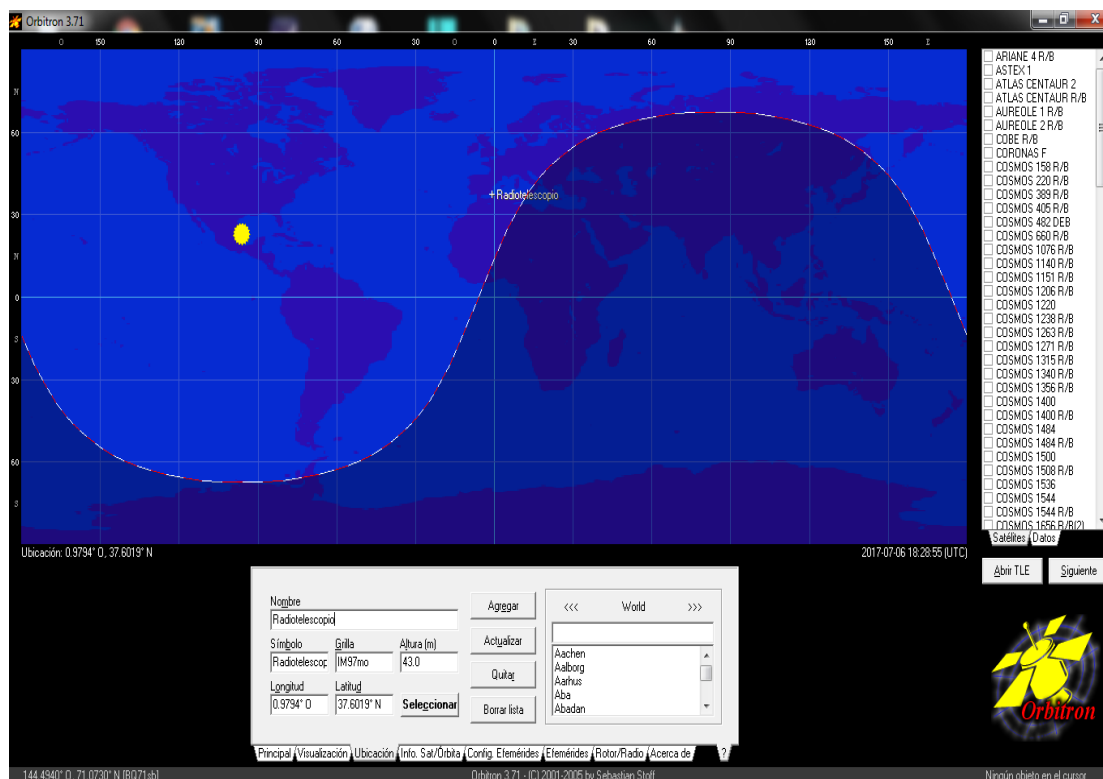 Orbitron 3.71
O 150 120 90 60 30 O 0 E 30 60 90 120 150 E
N
60
30
N
0
S
30
60
S
+Radiotelescopio
Ubicación: 0.9794° O, 37.6019° N
2017-07-06 18:28:55 (UTC)
ARIANE 4 R/B
ASTEX 1
ATLAS CENTAUR 2
ATLAS CENTAUR R/B
AUREOLE 1 R/B
AUREOLE 2 R/B
COBE R/B
CORONAS F
COSMOS 158 R/B
COSMOS 220 R/B
COSMOS 389 R/B
COSMOS 405 R/B
COSMOS 482 DEB
COSMOS 660 R/B
COSMOS 1076 R/B
COSMOS 1140 R/B
COSMOS 1151 R/B
COSMOS 1206 R/B
COSMOS 1220
COSMOS 1238 R/B
COSMOS 1263 R/B
COSMOS 1271 R/B
COSMOS 1315 R/B
COSMOS 1340 R/B
COSMOS 1356 R/B
COSMOS 1400
COSMOS 1400 R/B
COSMOS 1484
COSMOS 1484 R/B
COSMOS 1500
COSMOS 1508 R/B
COSMOS 1536
COSMOS 1544
COSMOS 1544 R/B
COSMOS 1656 R/B(2)
Satélites Datos
Abrir TLE Siguiente
Nombre
Radiotelescopio
Símbolo Grilla Altura (m)
Radiotelescop IM97mo 43.0
Longitud Latitud
0.9794° O 37.6019° N Seleccionar
Agregar
Actualizar
Quitar
Borrar lista
<<< World >>>
Aachen
Aalborg
Aarhus
Aba
Abadan
Principal Visualización Ubicación Info. Sat/Órbita Config. Efemérides Efemérides Rotor/Radio Acerca de ?
Orbitron
144.4940° O, 71.0730° N [BQ71sb]
Orbitron 3.71 - (C) 2001-2005 by Sebastian Stoff
Ningún objeto en el cursor